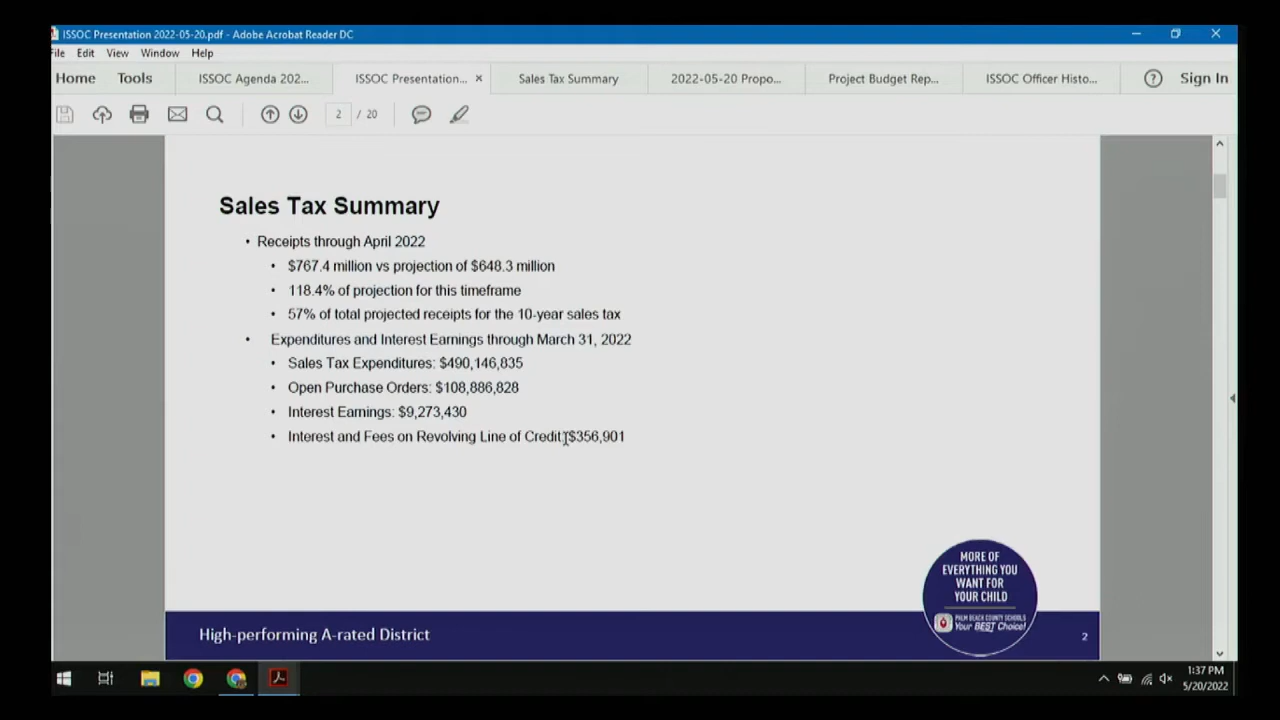 ISSOC Presentation 2022-05-20.pdf - Adobe Acrobat Reader DC
File Edit View Window Help
Home Tools ISSOC Agenda 202... ISSOC Presentation... × Sales Tax Summary 2022-05-20 Propo... Project Budget Rep... ISSOC Officer Histo... ? Sign In
2 / 20
Sales Tax Summary
• Receipts through April 2022
• $767.4 million vs projection of $648.3 million
• 118.4% of projection for this timeframe
• 57% of total projected receipts for the 10-year sales tax
• Expenditures and Interest Earnings through March 31, 2022
• Sales Tax Expenditures: $490,146,835
• Open Purchase Orders: $108,886,828
• Interest Earnings: $9,273,430
• Interest and Fees on Revolving Line of Credit: $356,901
MORE OF
EVERYTHING YOU
WANT FOR
YOUR CHILD
PALM BEACH COUNTY SCHOOLS
Your BEST Choice!
High-performing A-rated District
2
1:37 PM
5/20/2022